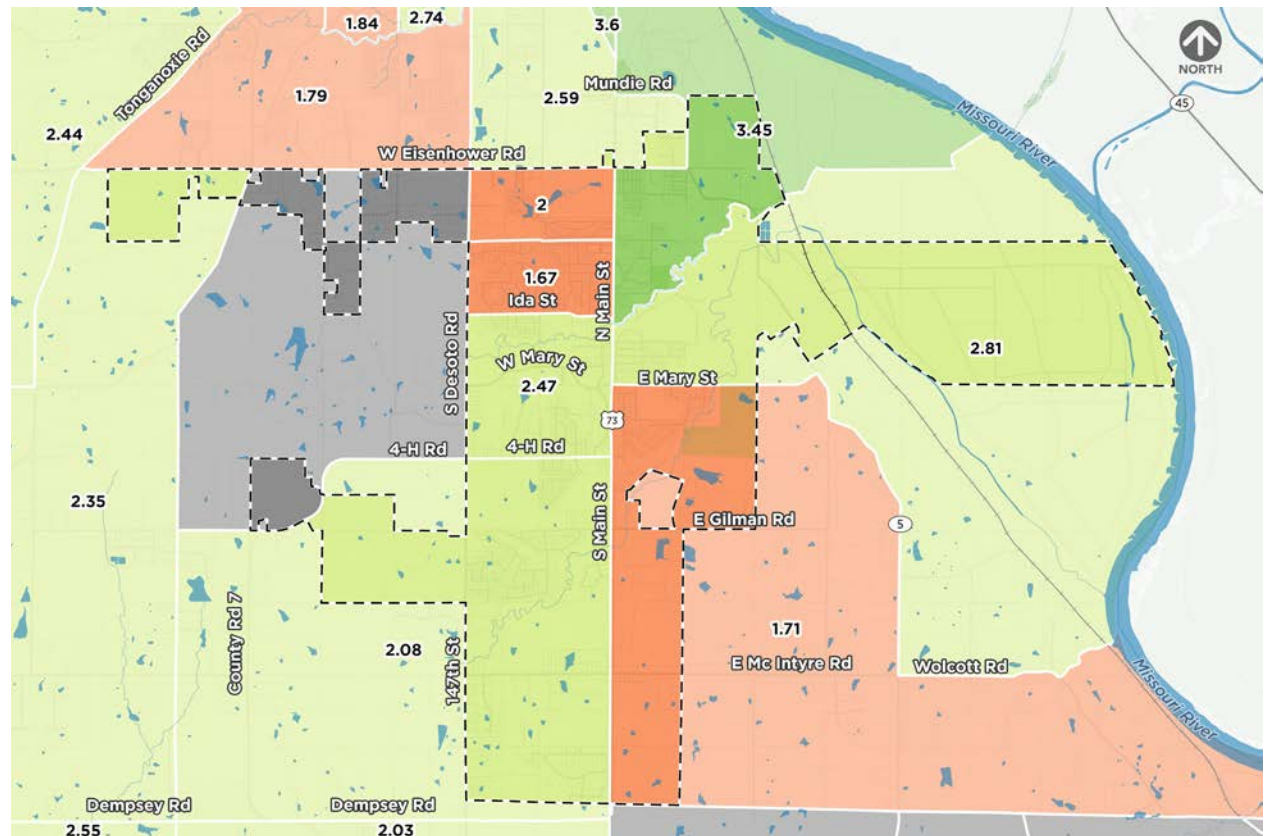 2.74
1.84
3.6
NORTH
Tonganoxie Rd
Mundie Rd
1.79
2.59
45
2.44
3.45
Missouri River
W Eisenhower Rd
2
1.67
Ida St
N Main St
S Desoto Rd
W Mary St
2.81
2.47
E Mary St
73
4-H Rd
4-H Rd
2.35
S Main St
E Gilman Rd
5
County Rd 7
1.71
2.08
147th St
E Mc Intyre Rd
Wolcott Rd
Missouri River
Dempsey Rd
Dempsey Rd
2.55
2.03